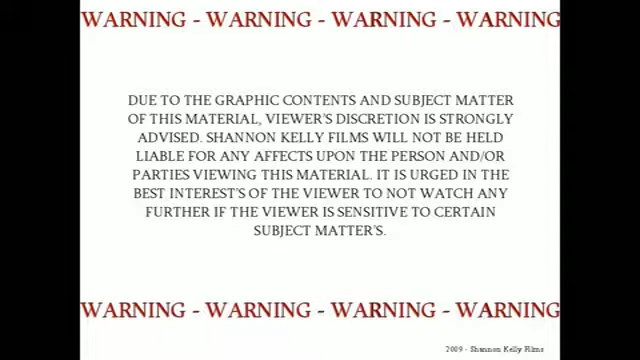 WARNING - WARNING - WARNING - WARNING
DUE TO THE GRAPHIC CONTENTS AND SUBJECT MATTER
OF THIS MATERIAL, VIEWER'S DISCRETION IS STRONGLY
ADVISED. SHANNON KELLY FILMS WILL NOT BE HELD
LIABLE FOR ANY AFFECTS UPON THE PERSON AND/OR
PARTIES VIEWING THIS MATERIAL. IT IS URGED IN THE
BEST INTEREST'S OF THE VIEWER TO NOT WATCH ANY
FURTHER IF THE VIEWER IS SENSITIVE TO CERTAIN
SUBJECT MATTER'S.
WARNING - WARNING - WARNING - WARNING
2009 - Shannon Kelly Films